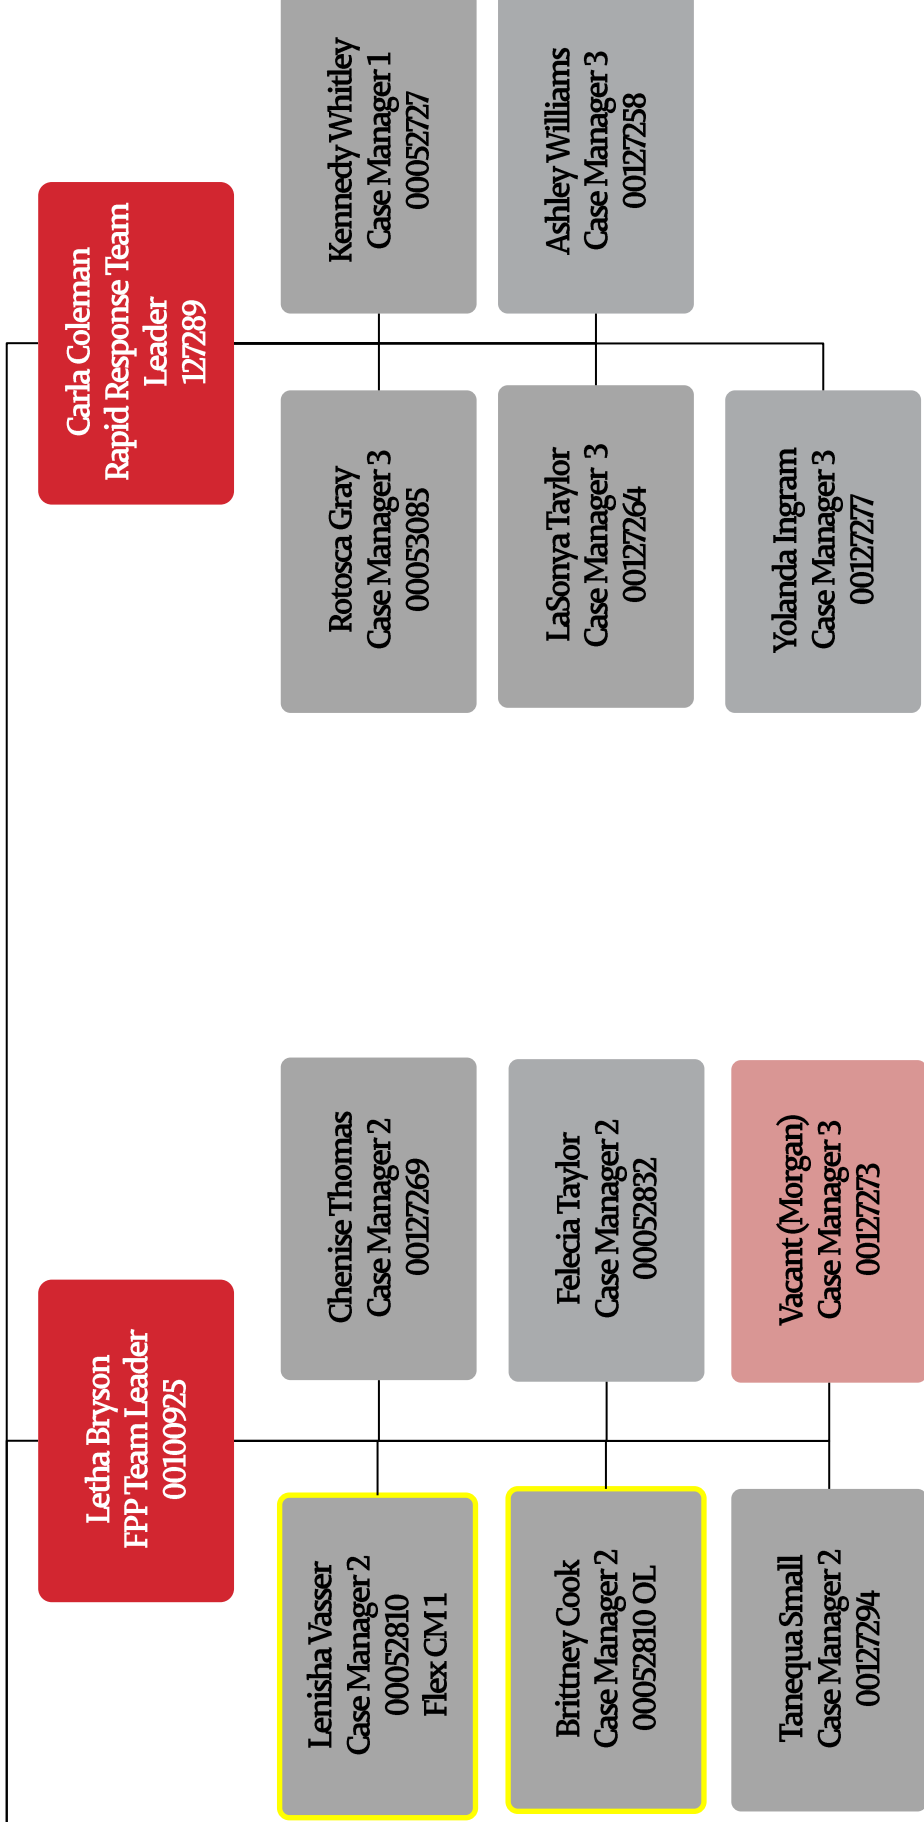 Letha Bryson
FPP Team Leader
00100925
Lenisha Vasser
Case Manager 2
00052810
Flex CM 1
Chenise Thomas
Case Manager 2
00127269
Brittney Cook
Case Manager 2
00052810 OL
Felecia Taylor
Case Manager 2
00052832
Tanequa Small
Case Manager 2
00127294
Vacant (Morgan)
Case Manager 3
00127273
Carla Coleman
Rapid Response Team
Leader
127289
Rotosca Gray
Case Manager 3
00053085
Kennedy Whitley
Case Manager 1
00052727
LaSonya Taylor
Case Manager 3
00127264
Ashley Williams
Case Manager 3
00127258
Yolanda Ingram
Case Manager 3
00127277